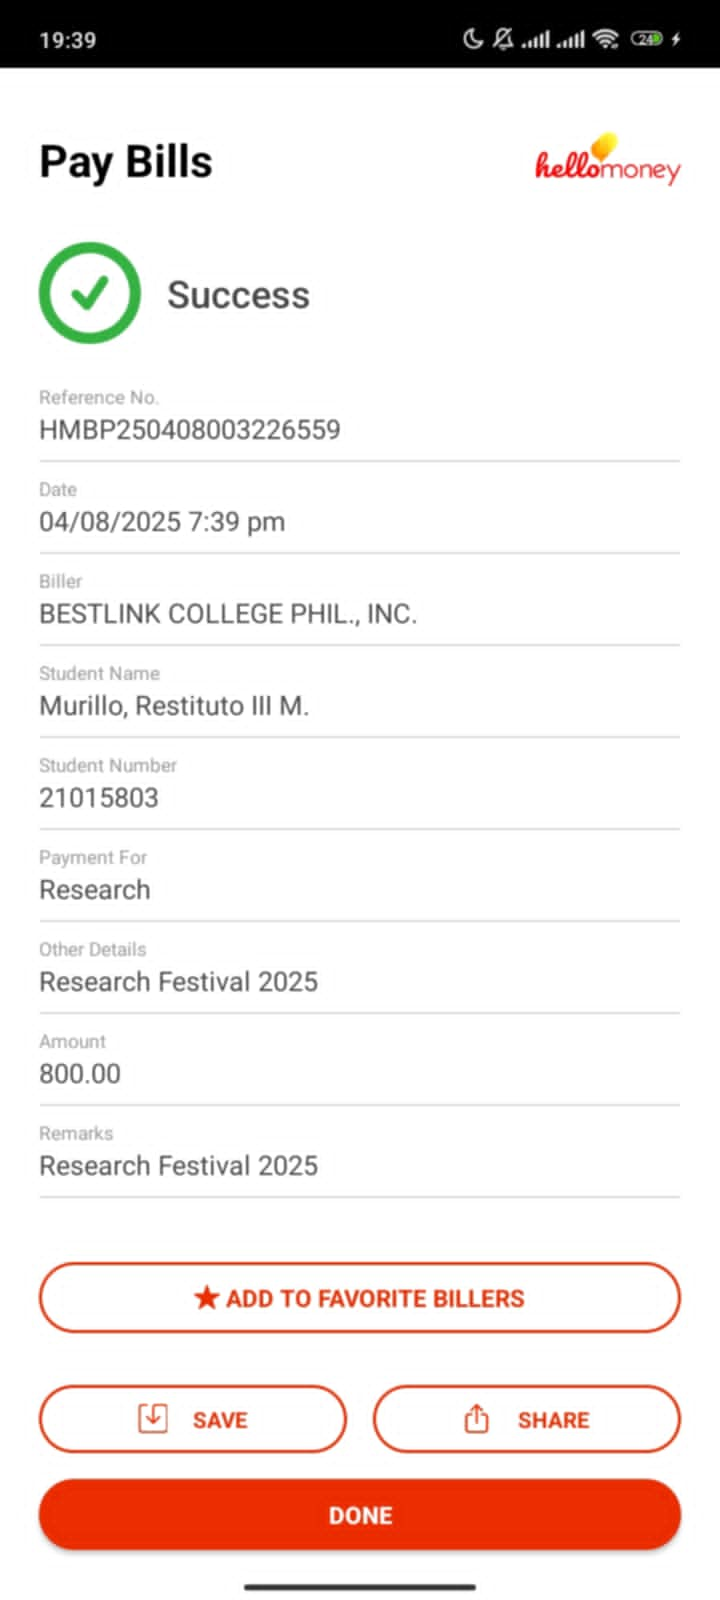 19:39
24
Pay Bills
hellomoney
Success
Reference No.
HMBP250408003226559
Date
04/08/2025 7:39 pm
Biller
BESTLINK COLLEGE PHIL., INC.
Student Name
Murillo, Restituto III M.
Student Number
21015803
Payment For
Research
Other Details
Research Festival 2025
Amount
800.00
Remarks
Research Festival 2025
ADD TO FAVORITE BILLERS
SAVE
SHARE
DONE